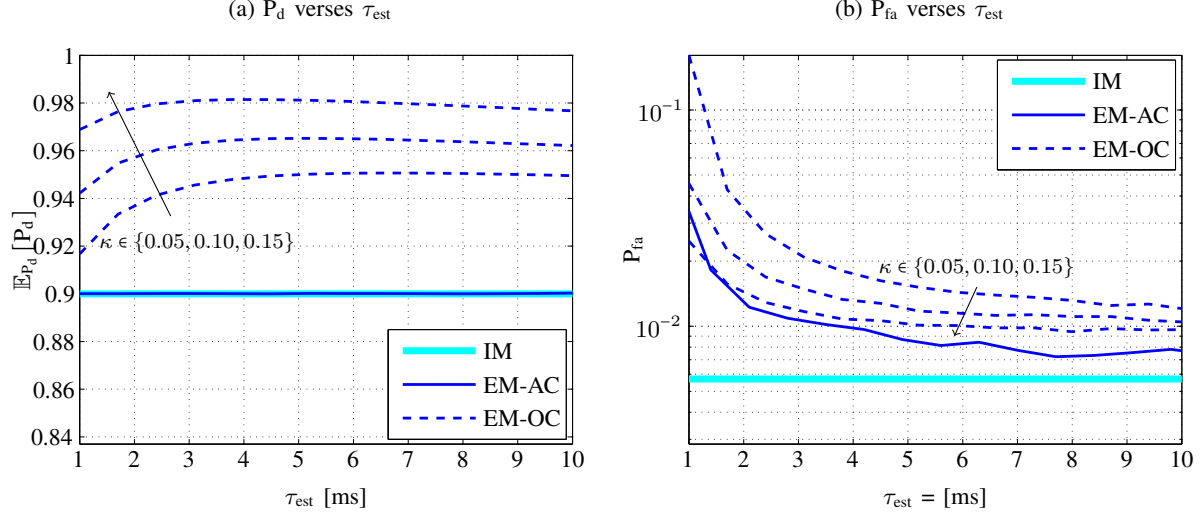 (a) P_d verses τ_est
1
0.98
0.96
0.94
0.92
0.9
0.88
0.86
0.84
𝔼_{P_d} [P_d]
κ ∈ {0.05, 0.10, 0.15}
IM
EM-AC
EM-OC
1 2 3 4 5 6 7 8 9 10
τ_est [ms]
(b) P_fa verses τ_est
10^{−1}
10^{−2}
P_fa
IM
EM-AC
EM-OC
κ ∈ {0.05, 0.10, 0.15}
1 2 3 4 5 6 7 8 9 10
τ_est = [ms]